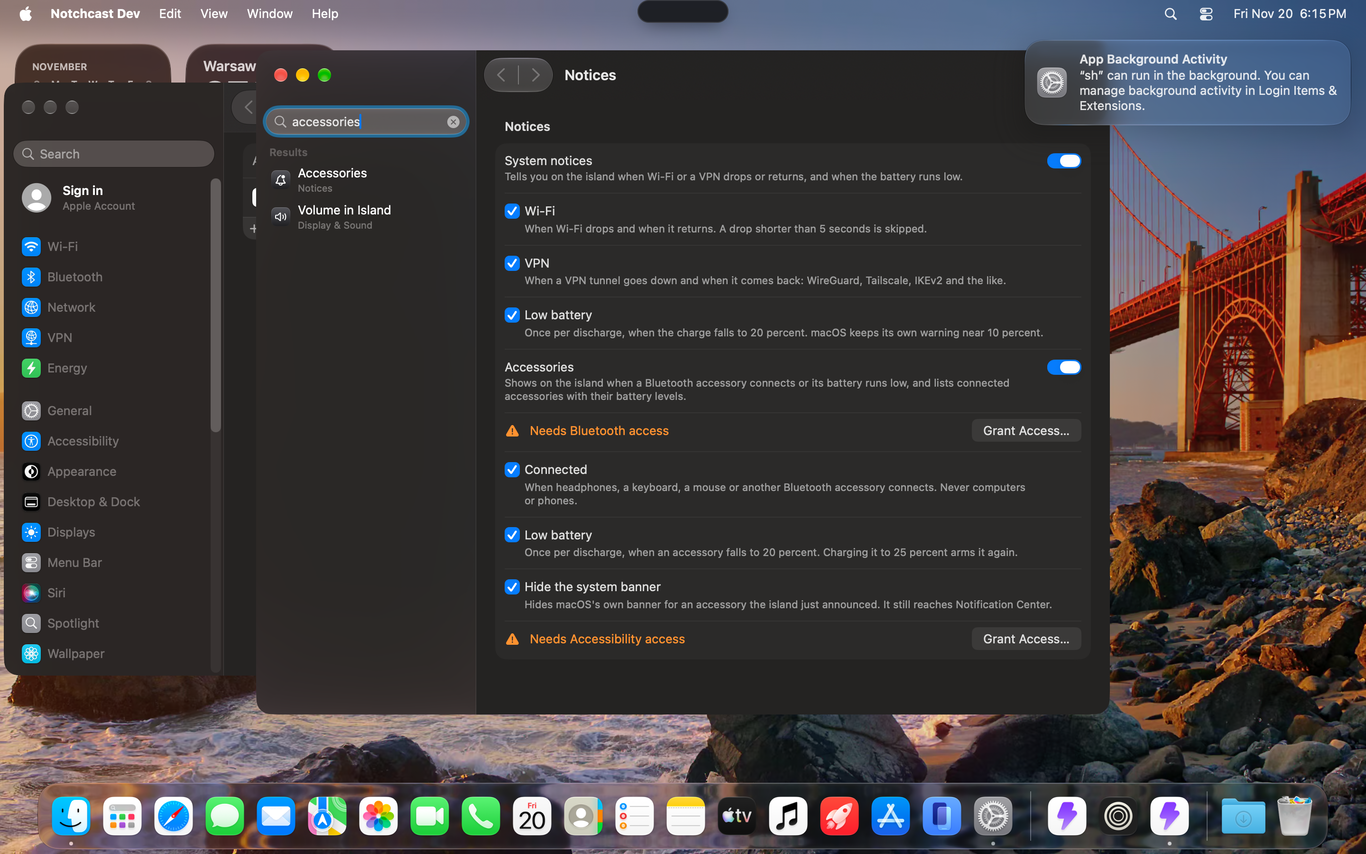 Notchcast Dev Edit View Window Help
Fri Nov 20 6:15 PM
App Background Activity
“sh” can run in the background. You can
manage background activity in Login Items &
Extensions.
NOVEMBER
Warsaw
Search
Sign in
Apple Account
Wi-Fi
Bluetooth
Network
VPN
Energy
General
Accessibility
Appearance
Desktop & Dock
Displays
Menu Bar
Siri
Spotlight
Wallpaper
accessories
Results
Accessories
Notices
Volume in Island
Display & Sound
Notices
Notices
System notices
Tells you on the island when Wi-Fi or a VPN drops or returns, and when the battery runs low.
Wi-Fi
When Wi-Fi drops and when it returns. A drop shorter than 5 seconds is skipped.
VPN
When a VPN tunnel goes down and when it comes back: WireGuard, Tailscale, IKEv2 and the like.
Low battery
Once per discharge, when the charge falls to 20 percent. macOS keeps its own warning near 10 percent.
Accessories
Shows on the island when a Bluetooth accessory connects or its battery runs low, and lists connected
accessories with their battery levels.
Needs Bluetooth access
Grant Access...
Connected
When headphones, a keyboard, a mouse or another Bluetooth accessory connects. Never computers
or phones.
Low battery
Once per discharge, when an accessory falls to 20 percent. Charging it to 25 percent arms it again.
Hide the system banner
Hides macOS's own banner for an accessory the island just announced. It still reaches Notification Center.
Needs Accessibility access
Grant Access...
Fri
20
tv